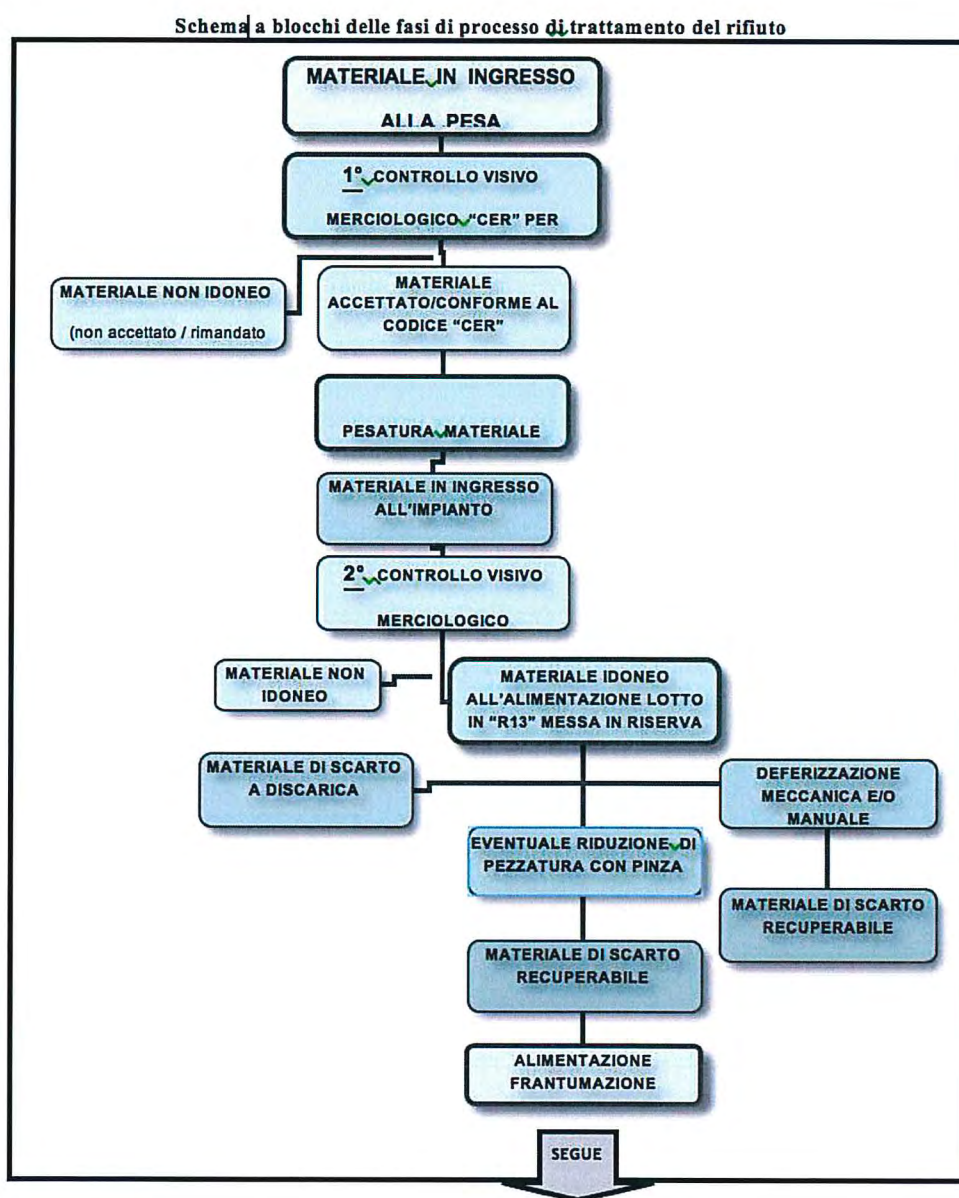 Schema a blocchi delle fasi di processo di trattamento del rifiuto
MATERIALE IN INGRESSO
ALLA PESA
1° CONTROLLO VISIVO
MERCIOLOGICO "CER" PER
MATERIALE NON IDONEO
(non accettato / rimandato
MATERIALE
ACCETTATO/CONFORME AL
CODICE "CER"
PESATURA MATERIALE
MATERIALE IN INGRESSO
ALL'IMPIANTO
2° CONTROLLO VISIVO
MERCIOLOGICO
MATERIALE NON
IDONEO
MATERIALE IDONEO
ALL'ALIMENTAZIONE LOTTO
IN "R13" MESSA IN RISERVA
MATERIALE DI SCARTO
A DISCARICA
DEFERIZZAZIONE
MECCANICA E/O
MANUALE
EVENTUALE RIDUZIONE DI
PEZZATURA CON PINZA
MATERIALE DI SCARTO
RECUPERABILE
MATERIALE DI SCARTO
RECUPERABILE
ALIMENTAZIONE
FRANTUMAZIONE
SEGUE